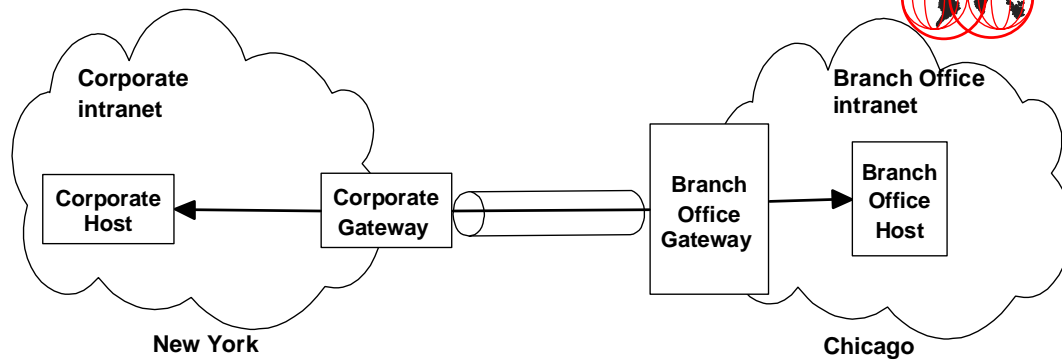 Corporate
intranet
Branch Office
intranet
Corporate
Host
Corporate
Gateway
Branch
Office
Gateway
Branch
Office
Host
New York
Chicago